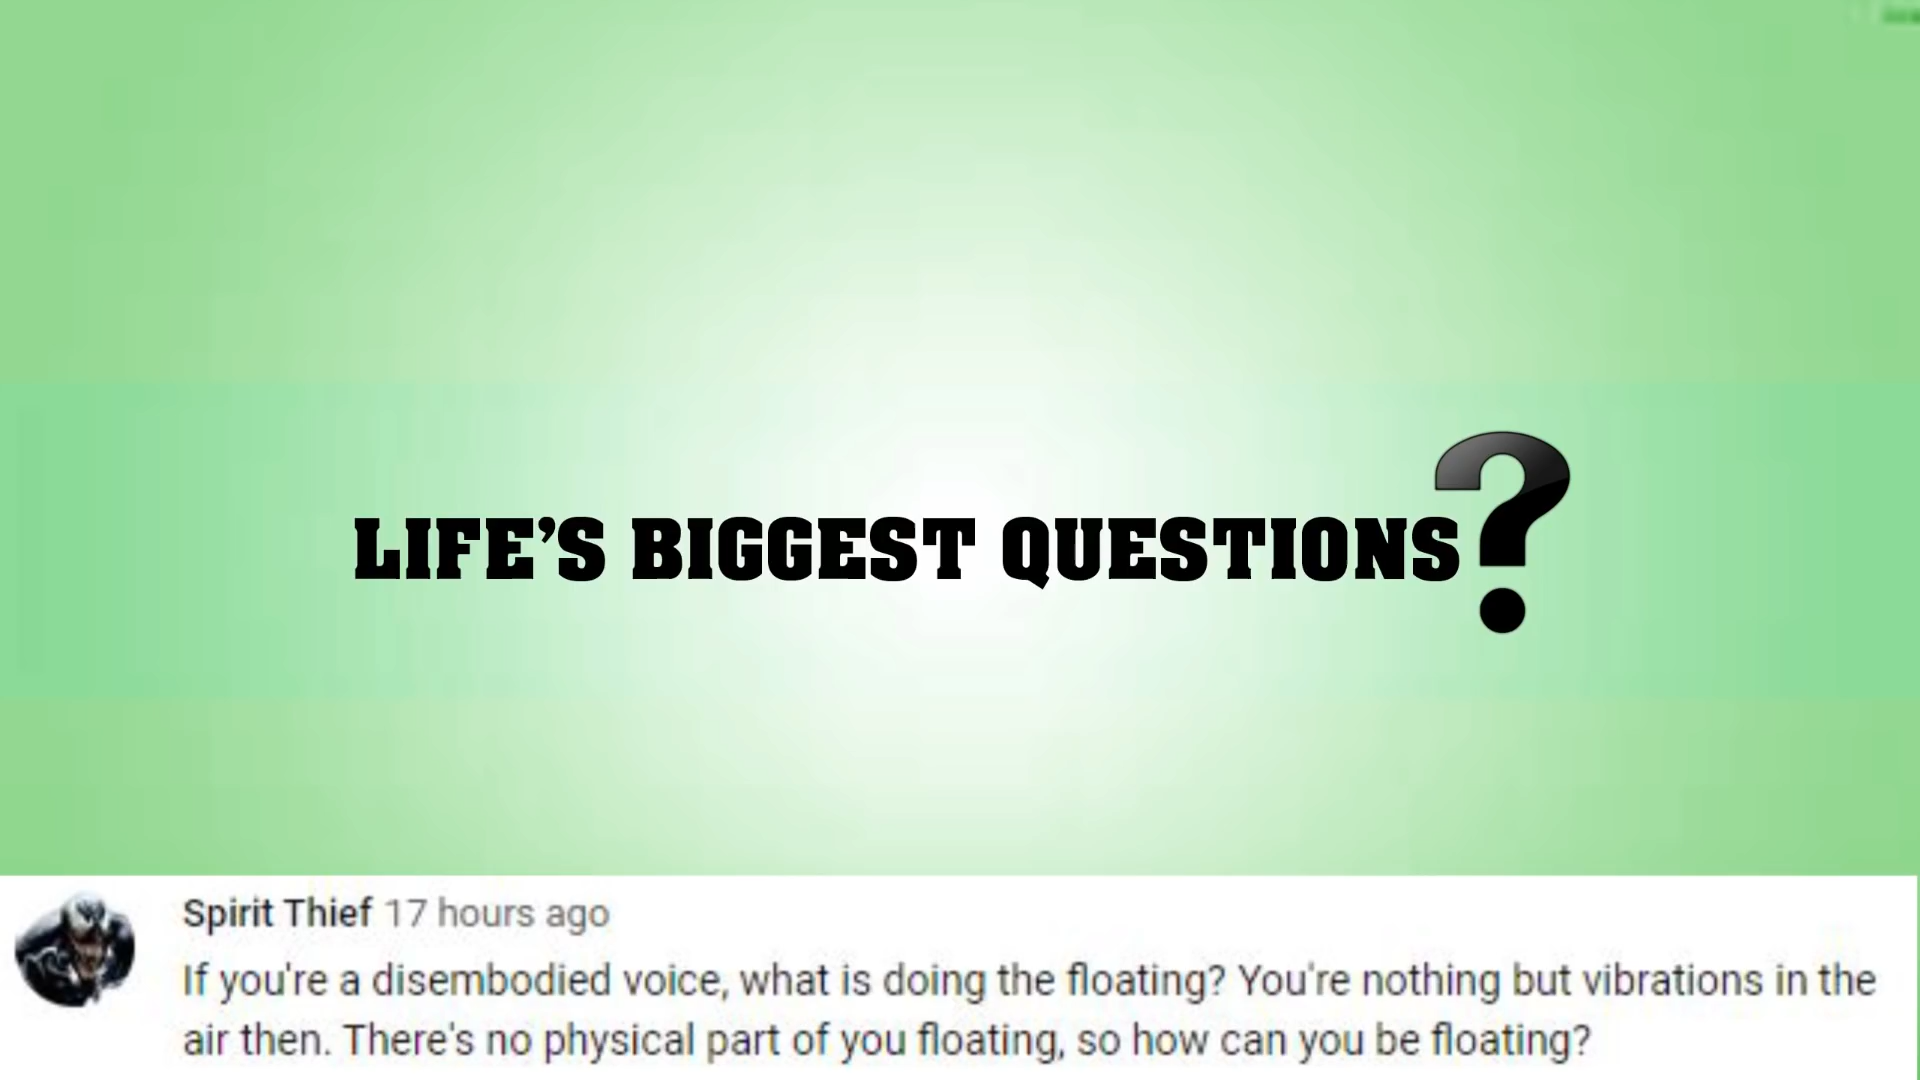 LIFE’S BIGGEST QUESTIONS?
Spirit Thief 17 hours ago
If you're a disembodied voice, what is doing the floating? You're nothing but vibrations in the
air then. There's no physical part of you floating, so how can you be floating?